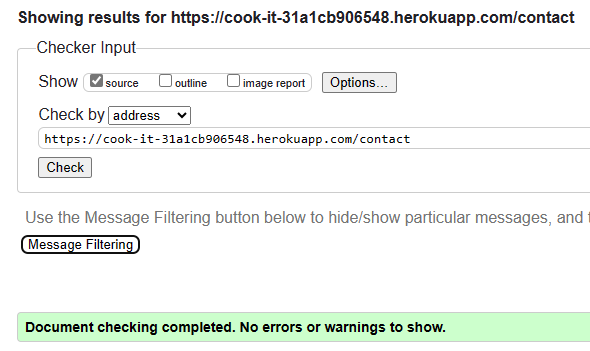 Showing results for https://cook-it-31a1cb906548.herokuapp.com/contact
Checker Input
Show source outline image report Options...
Check by address
https://cook-it-31a1cb906548.herokuapp.com/contact
Check
Use the Message Filtering button below to hide/show particular messages, and
Message Filtering
Document checking completed. No errors or warnings to show.